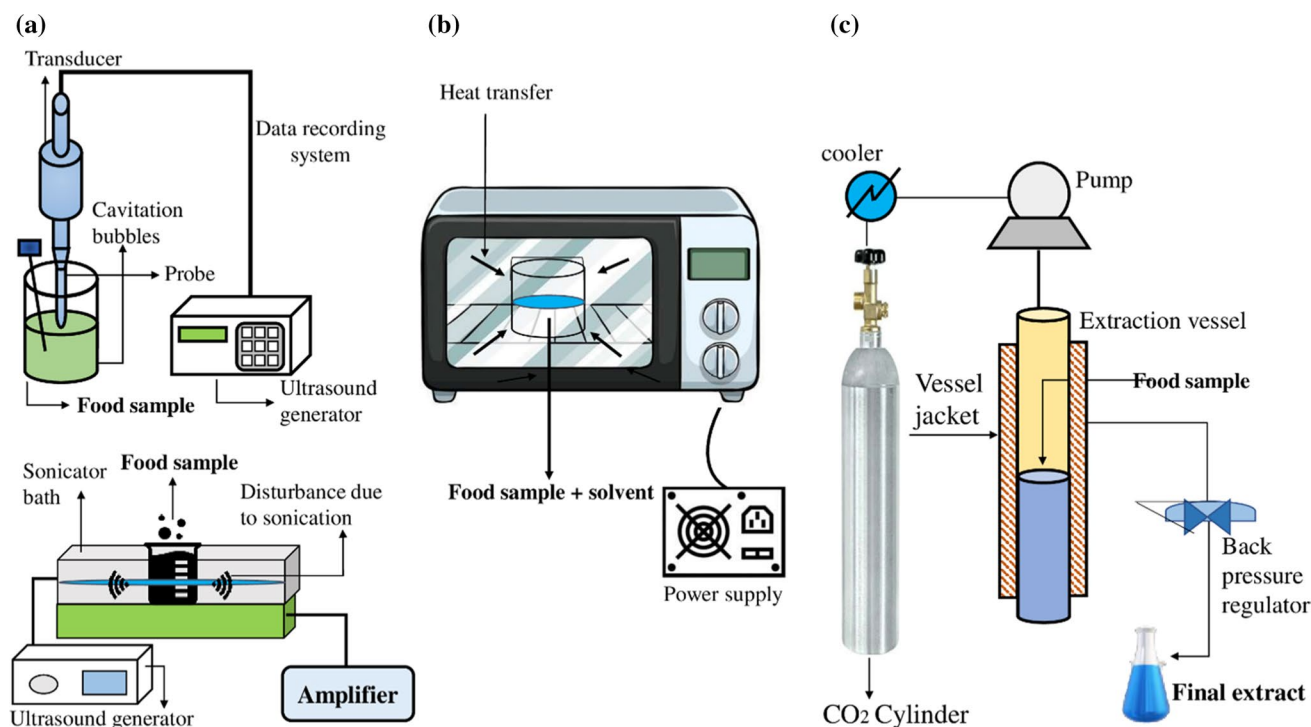 (a)
Transducer
Data recording
system
Cavitation
bubbles
Probe
Food sample
Ultrasound
generator
Sonicator
bath
Food sample
Disturbance due
to sonication
Ultrasound generator
Amplifier
(b)
Heat transfer
Food sample + solvent
Power supply
(c)
cooler
Pump
Extraction vessel
Food sample
Vessel
jacket
Back
pressure
regulator
Final extract
CO2 Cylinder